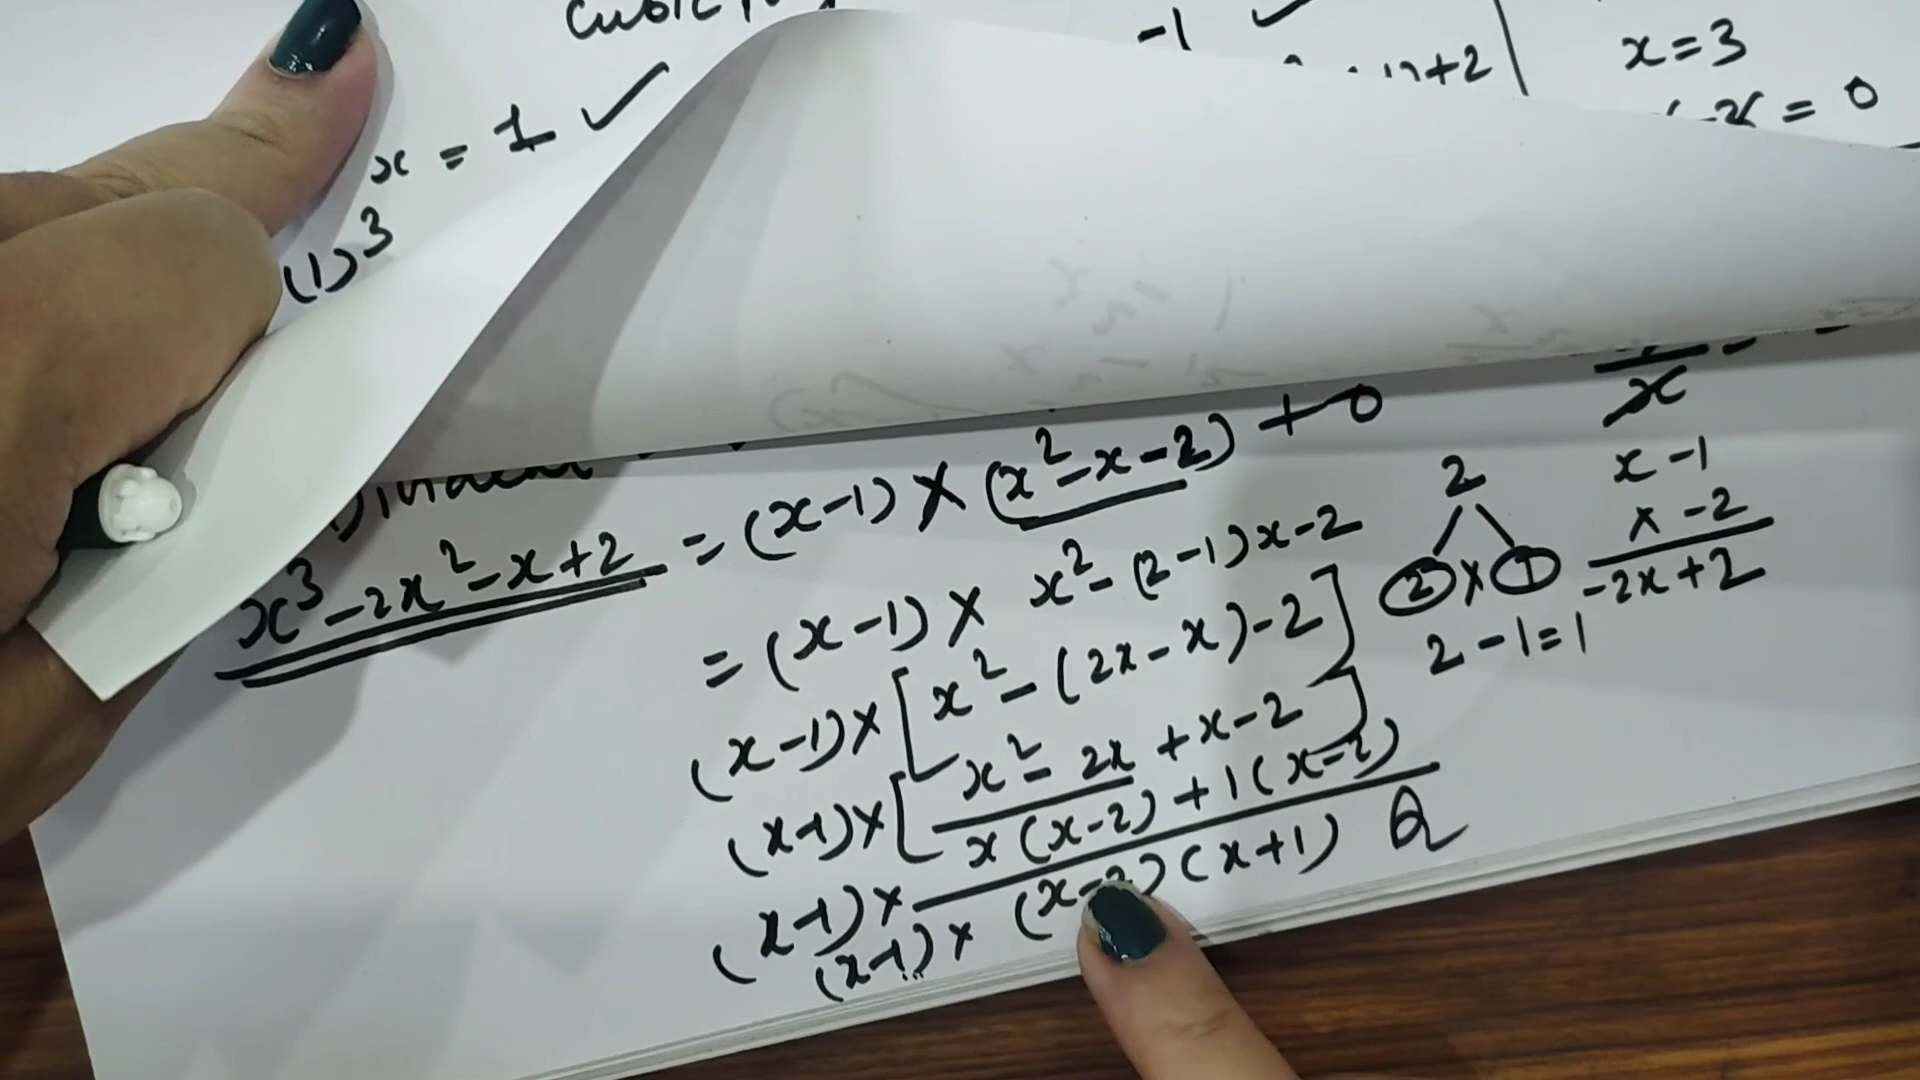 x = 1 ✓
(1)³
-1 ✓
+2
x=3
= 0
x
x³-2x²-x+2 = (x-1) × (x²-x-2) + 0
= (x-1) × x²-(2-1)x-2
(x-1)×[x²-(2x-x)-2]
(x-1)×[x²-2x+x-2]
(x-1)× x(x-2)+1(x-2)
(x-1)× (x-2)(x+1)
2
2×1
2-1=1
x-1
× -2
-2x+2